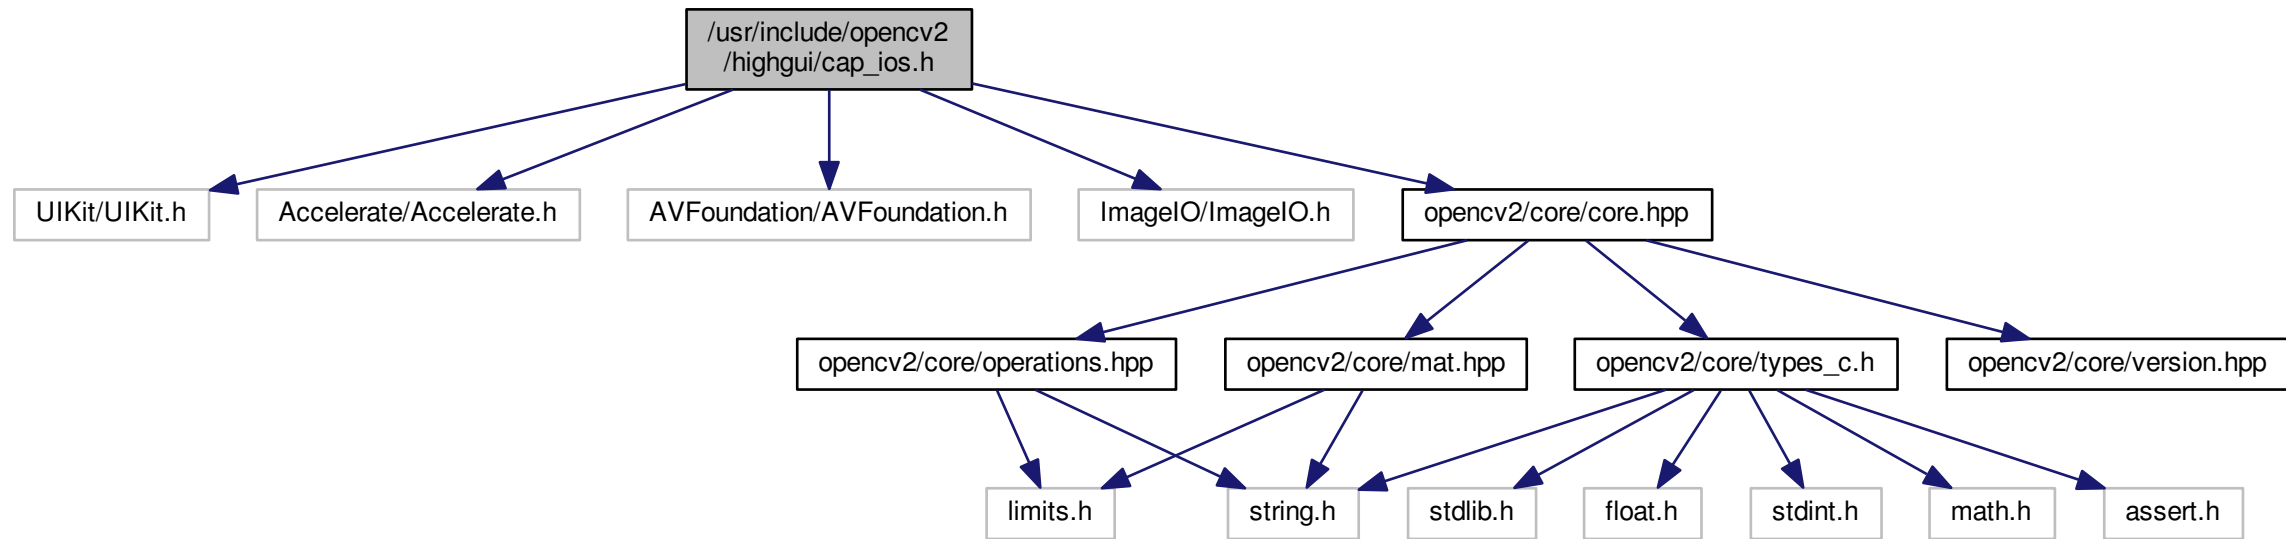 /usr/include/opencv2
/highgui/cap_ios.h
UIKit/UIKit.h
Accelerate/Accelerate.h
AVFoundation/AVFoundation.h
ImageIO/ImageIO.h
opencv2/core/core.hpp
opencv2/core/operations.hpp
opencv2/core/mat.hpp
opencv2/core/types_c.h
opencv2/core/version.hpp
limits.h
string.h
stdlib.h
float.h
stdint.h
math.h
assert.h